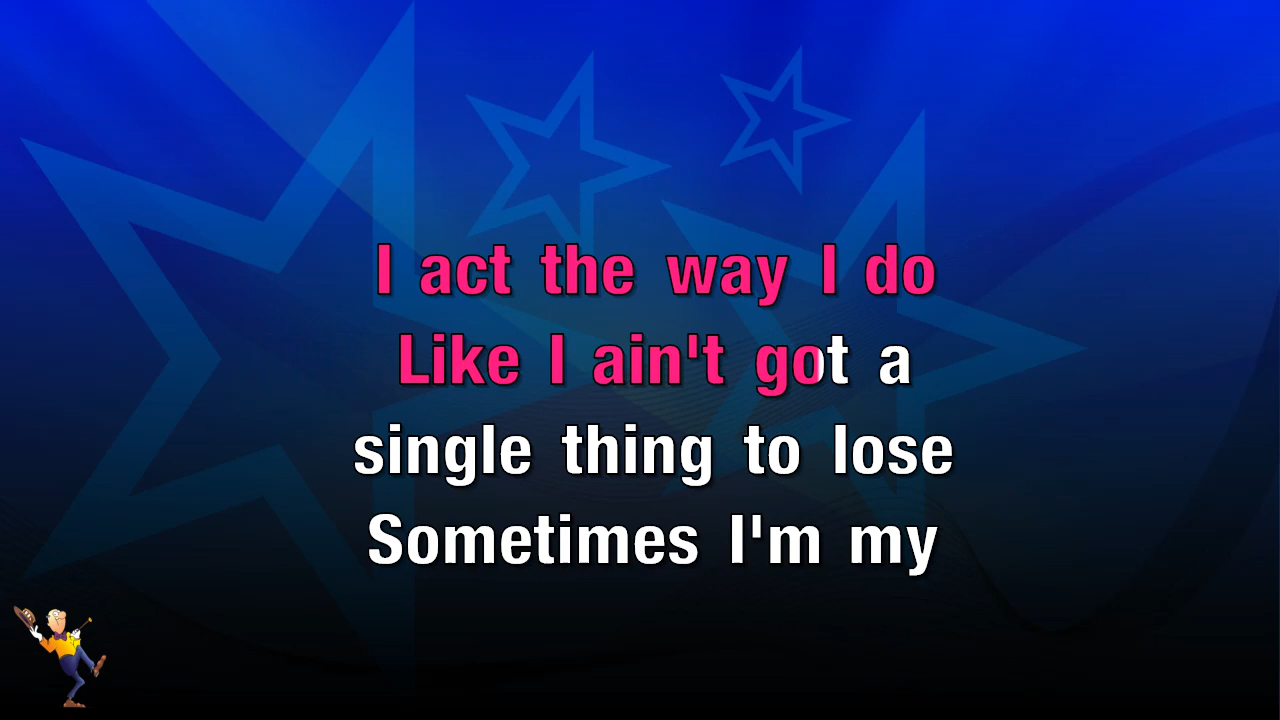 I act the way I do
Like I ain't got a
single thing to lose
Sometimes I'm my